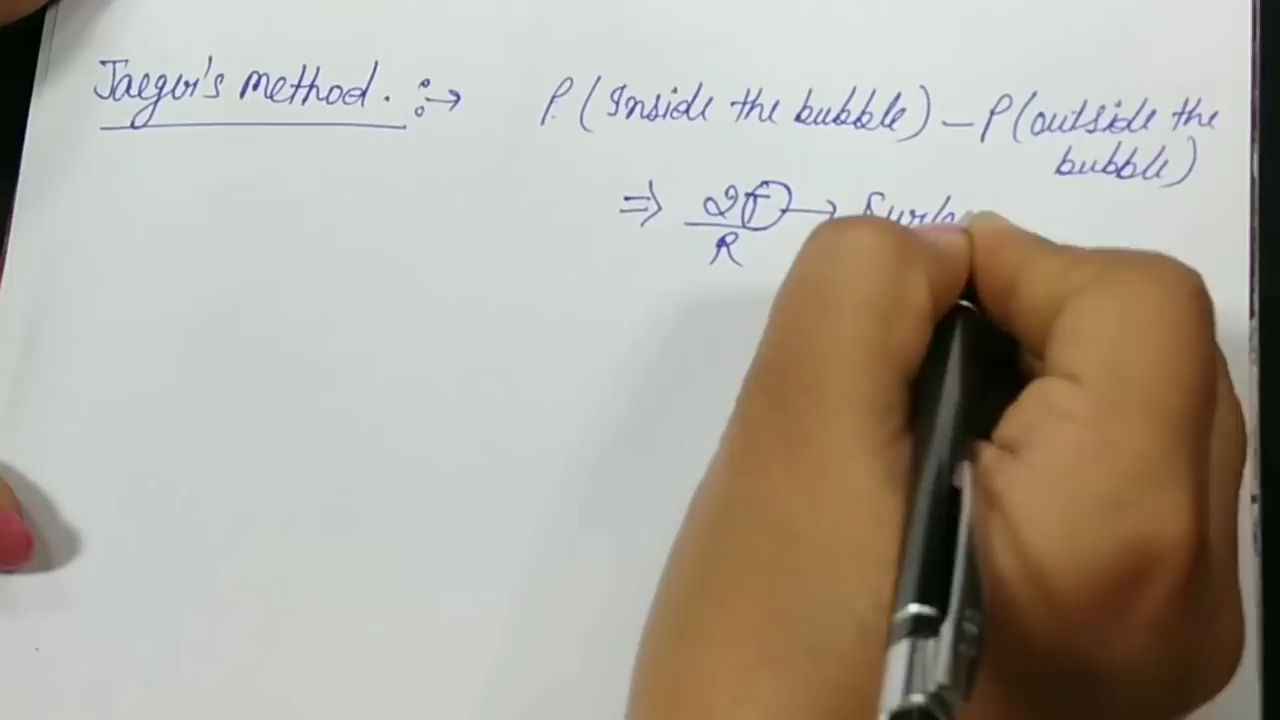 Jaeger's method. :→ P. (Inside the bubble) – P (outside the
bubble)
⇒ 2T → 
R